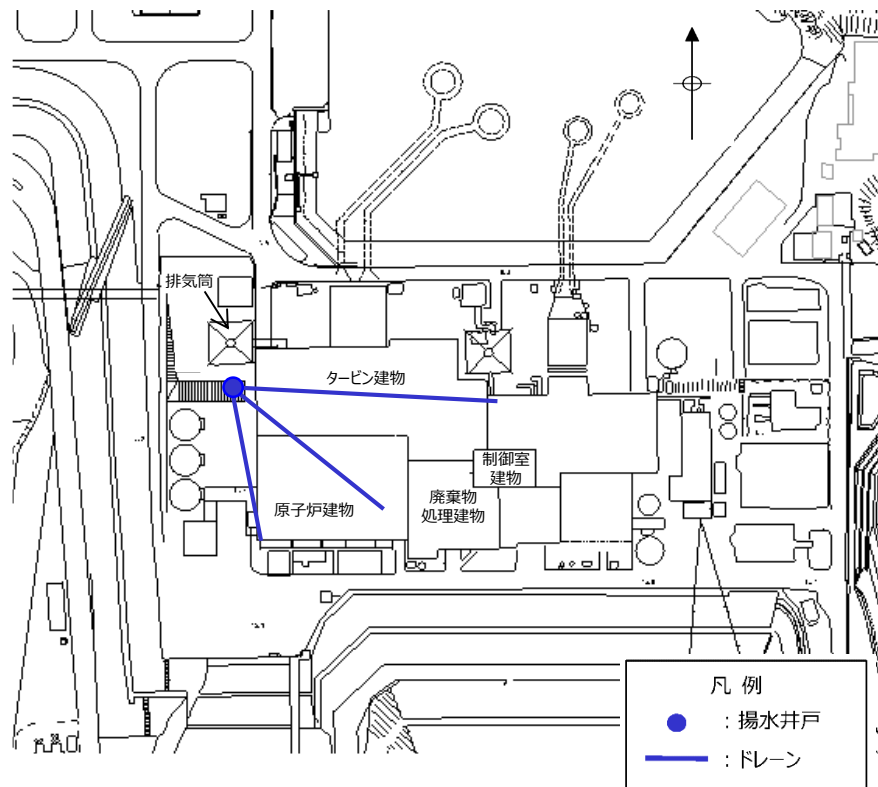 排気筒
タービン建物
制御室
建物
原子炉建物
廃棄物
処理建物
凡 例
：揚水井戸
：ドレーン